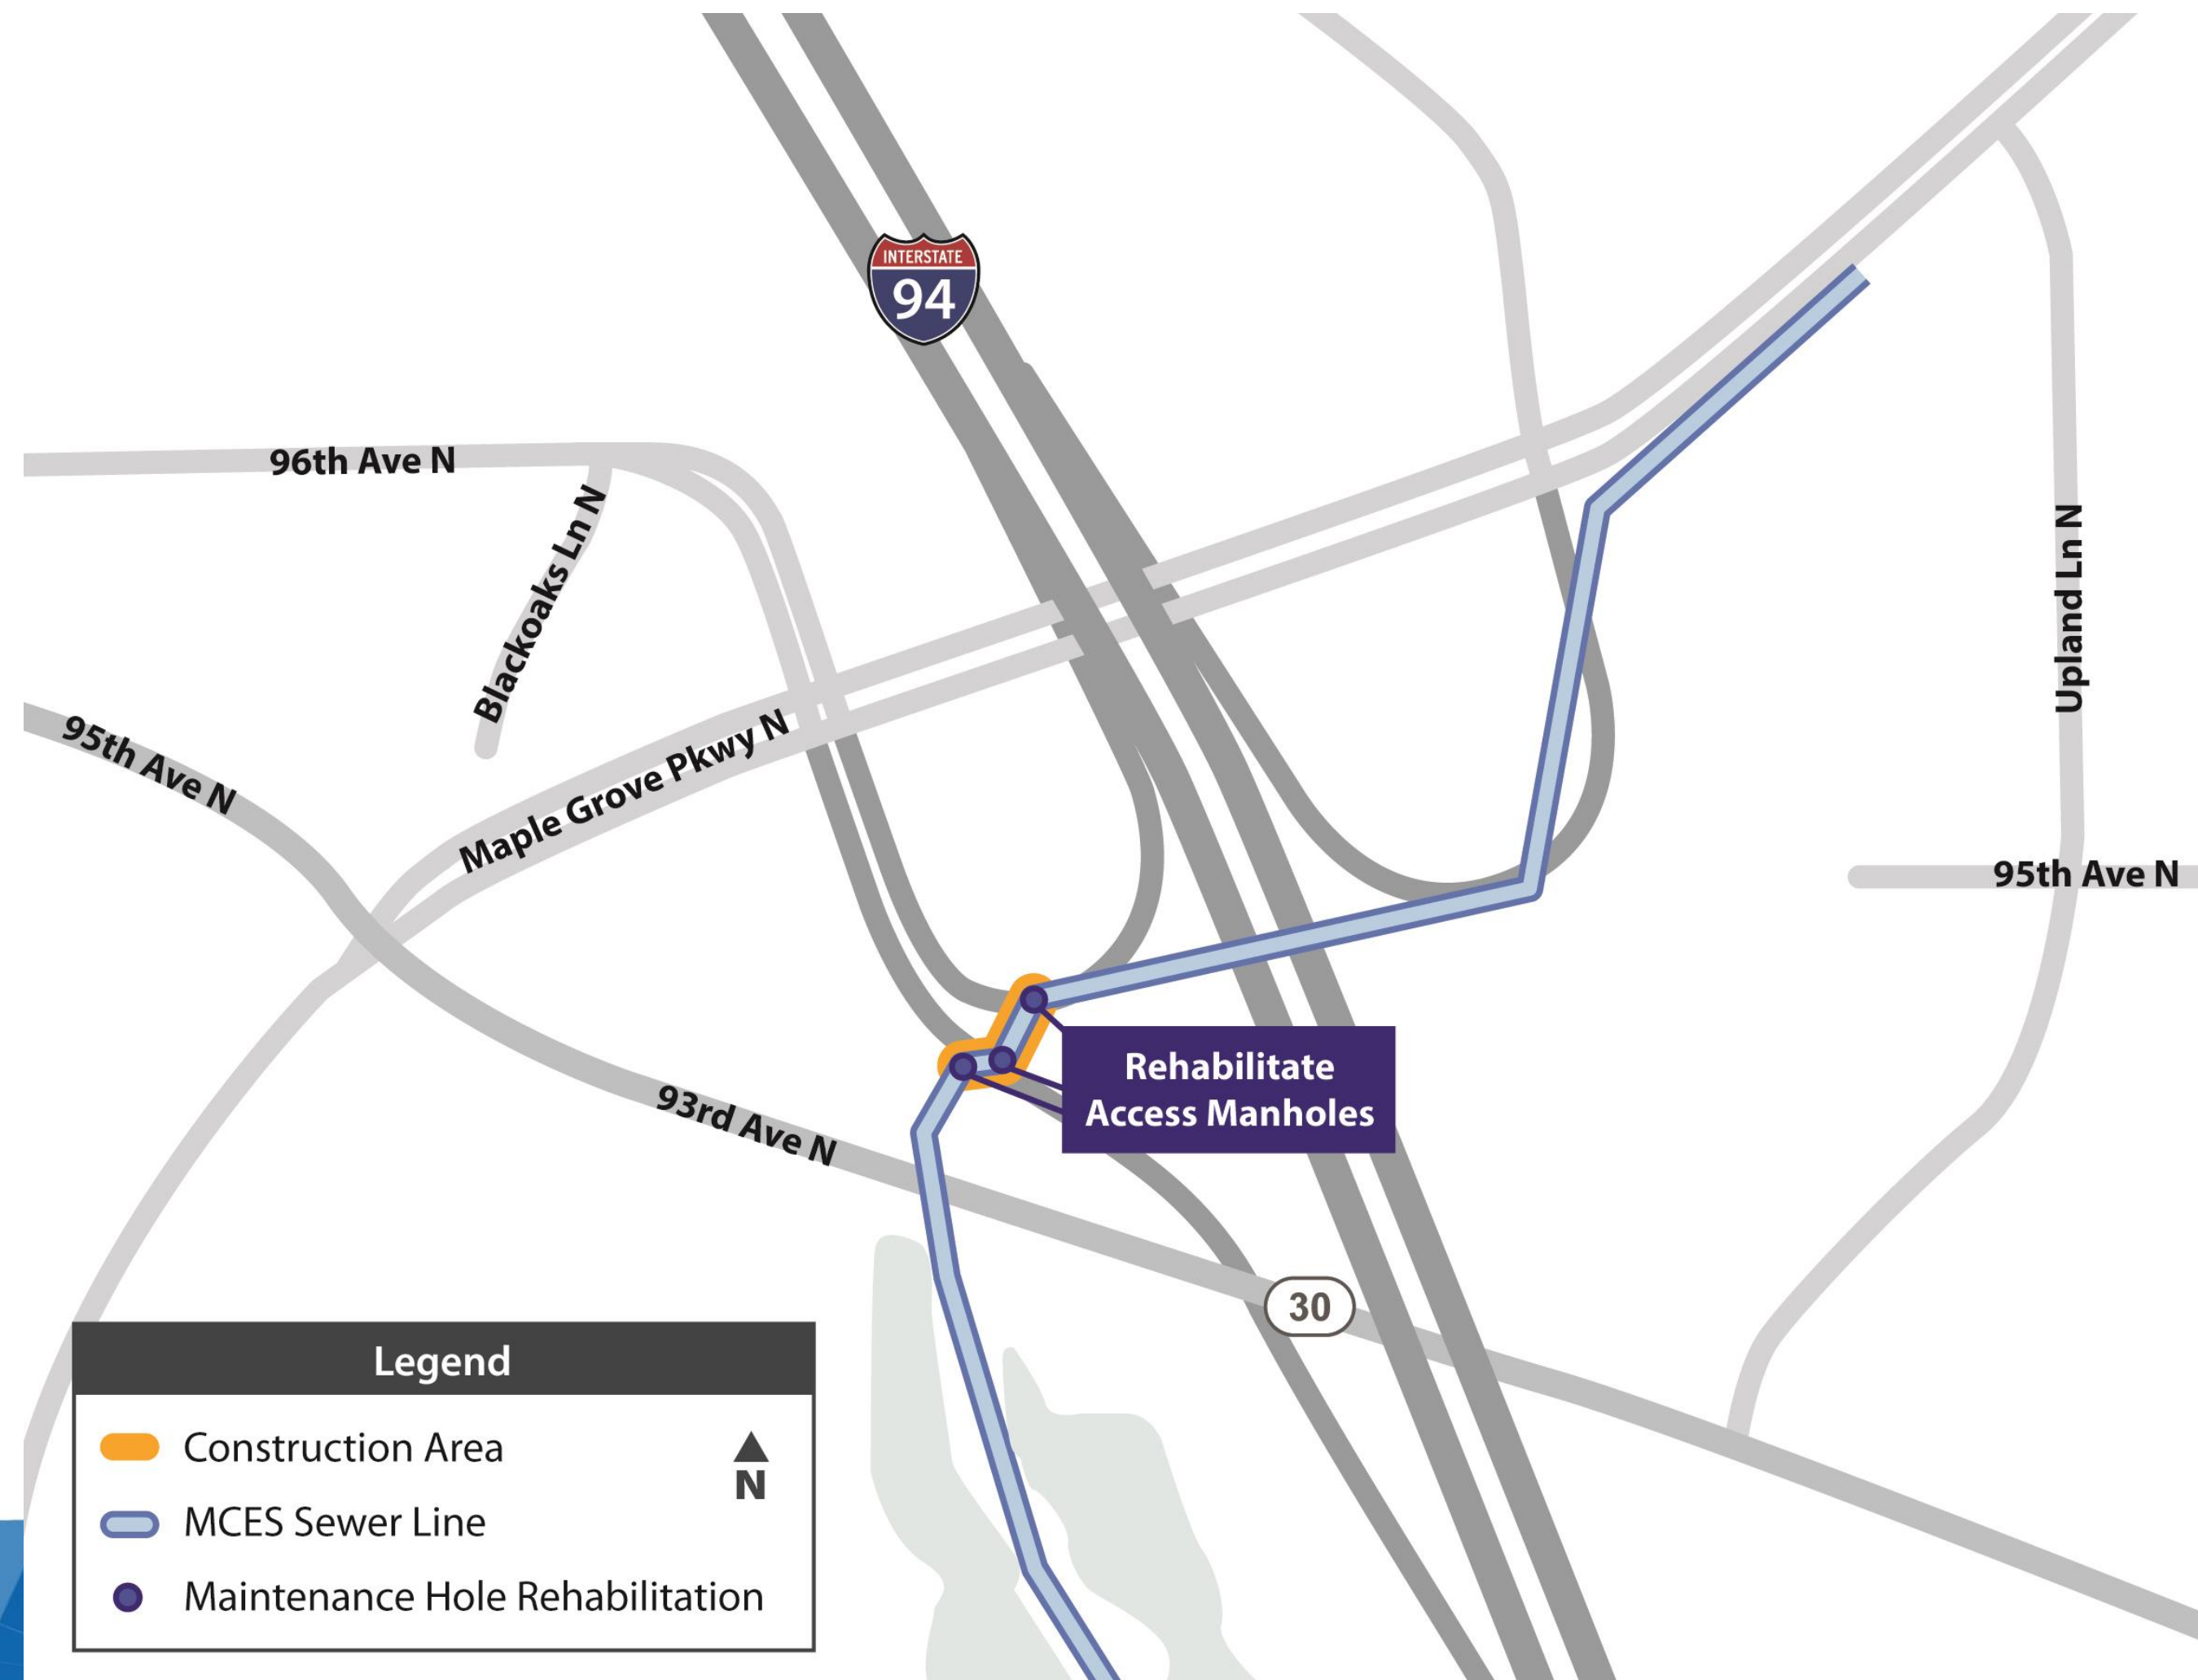 INTERSTATE
94
96th Ave N
Blackoaks Ln N
Upland Ln N
95th Ave N
Maple Grove Pkwy N
95th Ave N
Rehabilitate
Access Manholes
93rd Ave N
30
Legend
Construction Area
N
MCES Sewer Line
Maintenance Hole Rehabilitation